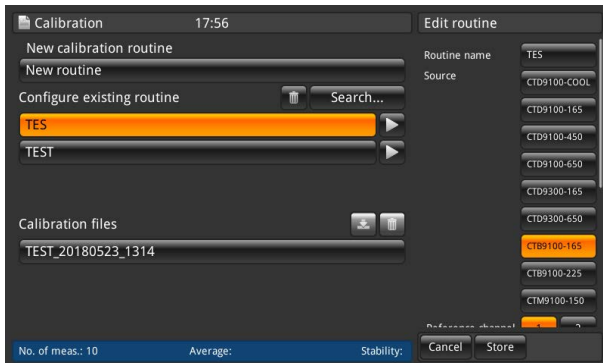 Calibration 17:56
New calibration routine
New routine
Configure existing routine Search...
TES
TEST
Calibration files
TEST_20180523_1314
No. of meas.: 10 Average: Stability:
Edit routine
Routine name TES
Source CTD9100-COOL
CTD9100-165
CTD9100-450
CTD9100-650
CTD9300-165
CTD9300-650
CTB9100-165
CTB9100-225
CTM9100-150
Reference channel 1 2
Cancel Store